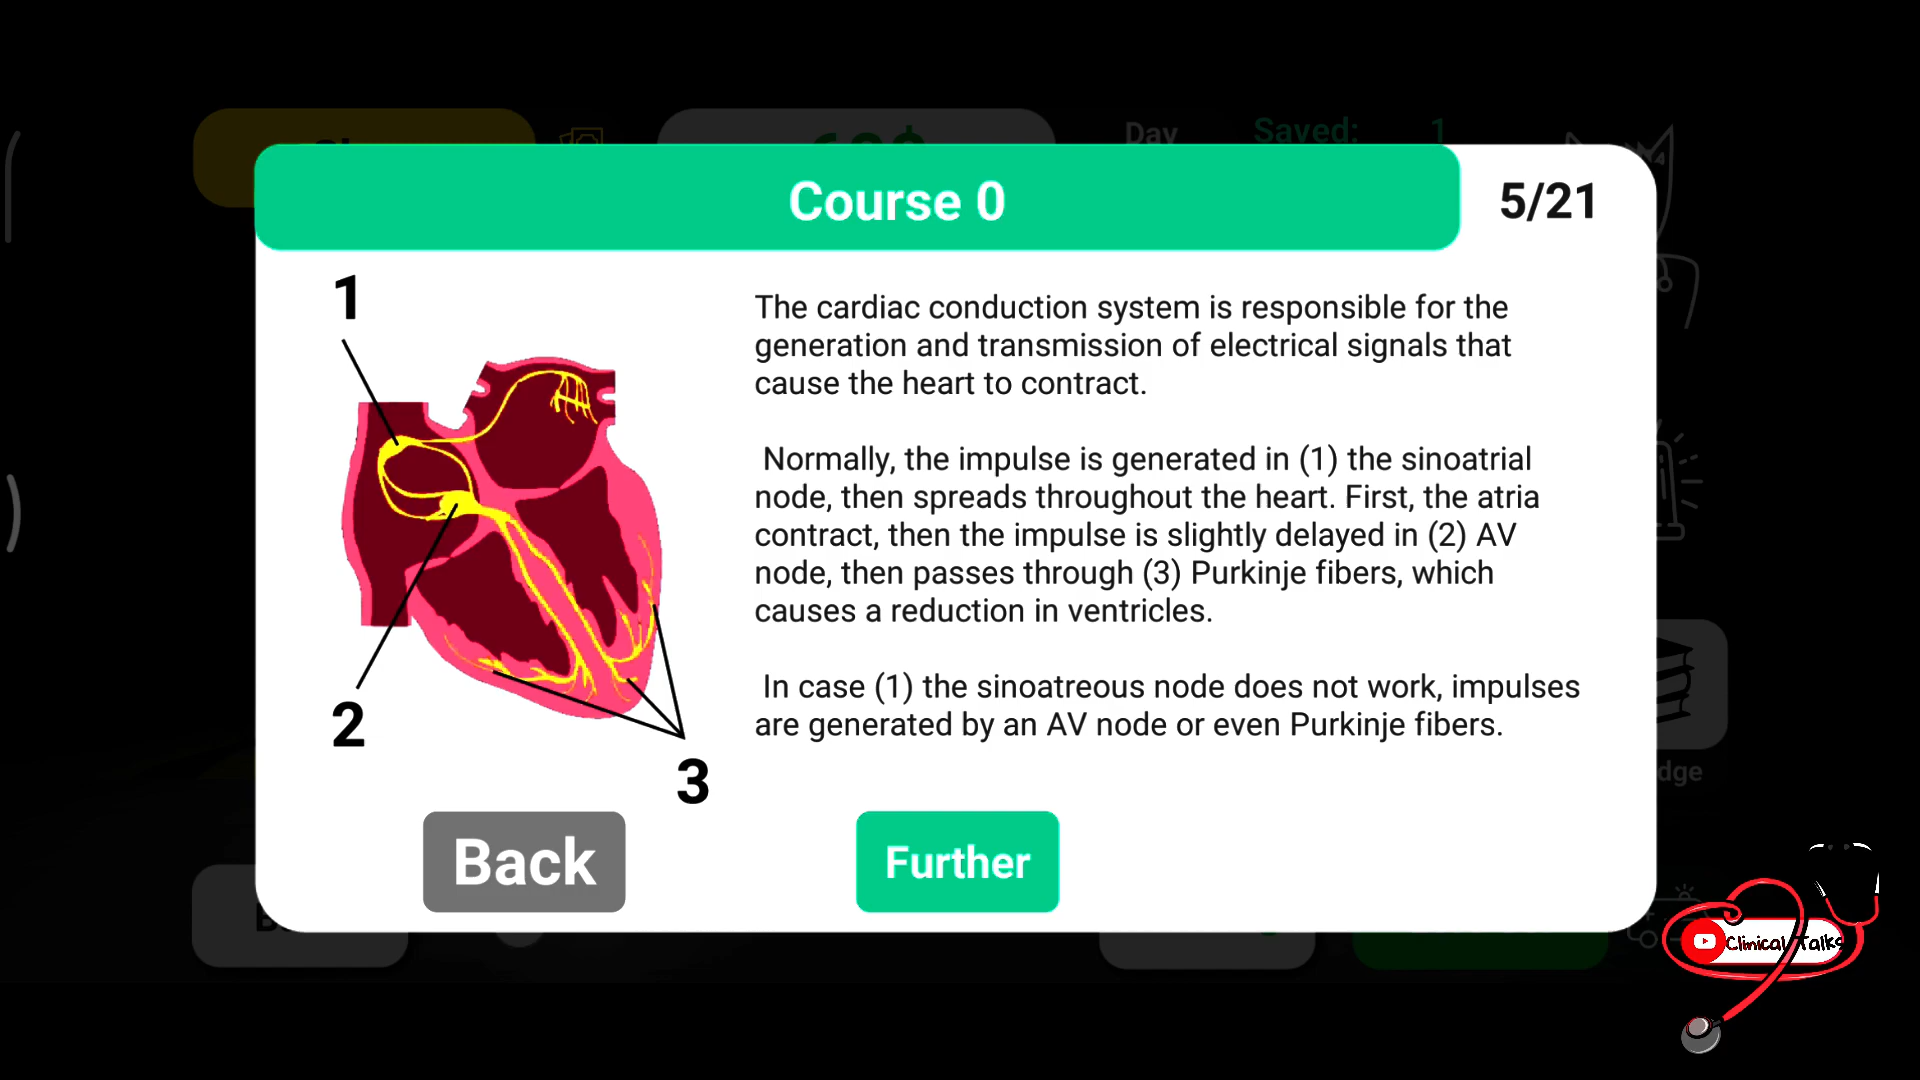 Day
Saved:
1
Course 0
5/21
1
The cardiac conduction system is responsible for the
generation and transmission of electrical signals that
cause the heart to contract.
Normally, the impulse is generated in (1) the sinoatrial
node, then spreads throughout the heart. First, the atria
contract, then the impulse is slightly delayed in (2) AV
node, then passes through (3) Purkinje fibers, which
causes a reduction in ventricles.
In case (1) the sinoatreous node does not work, impulses
are generated by an AV node or even Purkinje fibers.
2
3
Back
Further
Clinical Talks